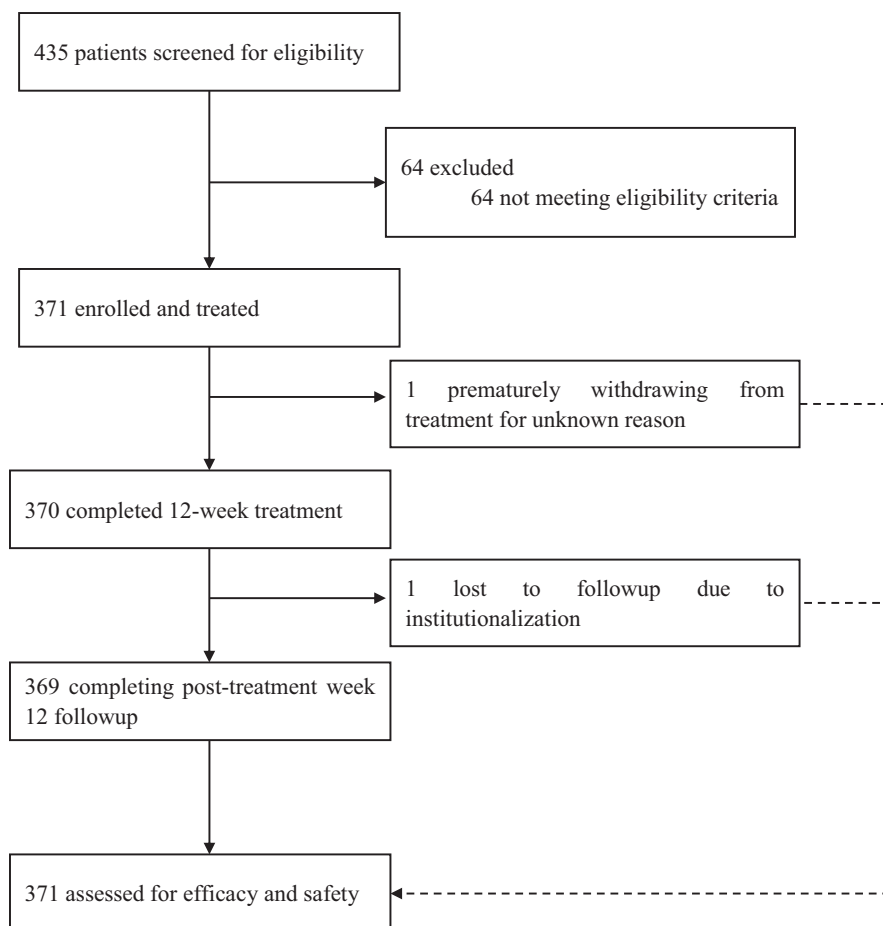 435 patients screened for eligibility
64 excluded
64 not meeting eligibility criteria
371 enrolled and treated
1 prematurely withdrawing from
treatment for unknown reason
370 completed 12-week treatment
1 lost to followup due to
institutionalization
369 completing post-treatment week
12 followup
371 assessed for efficacy and safety